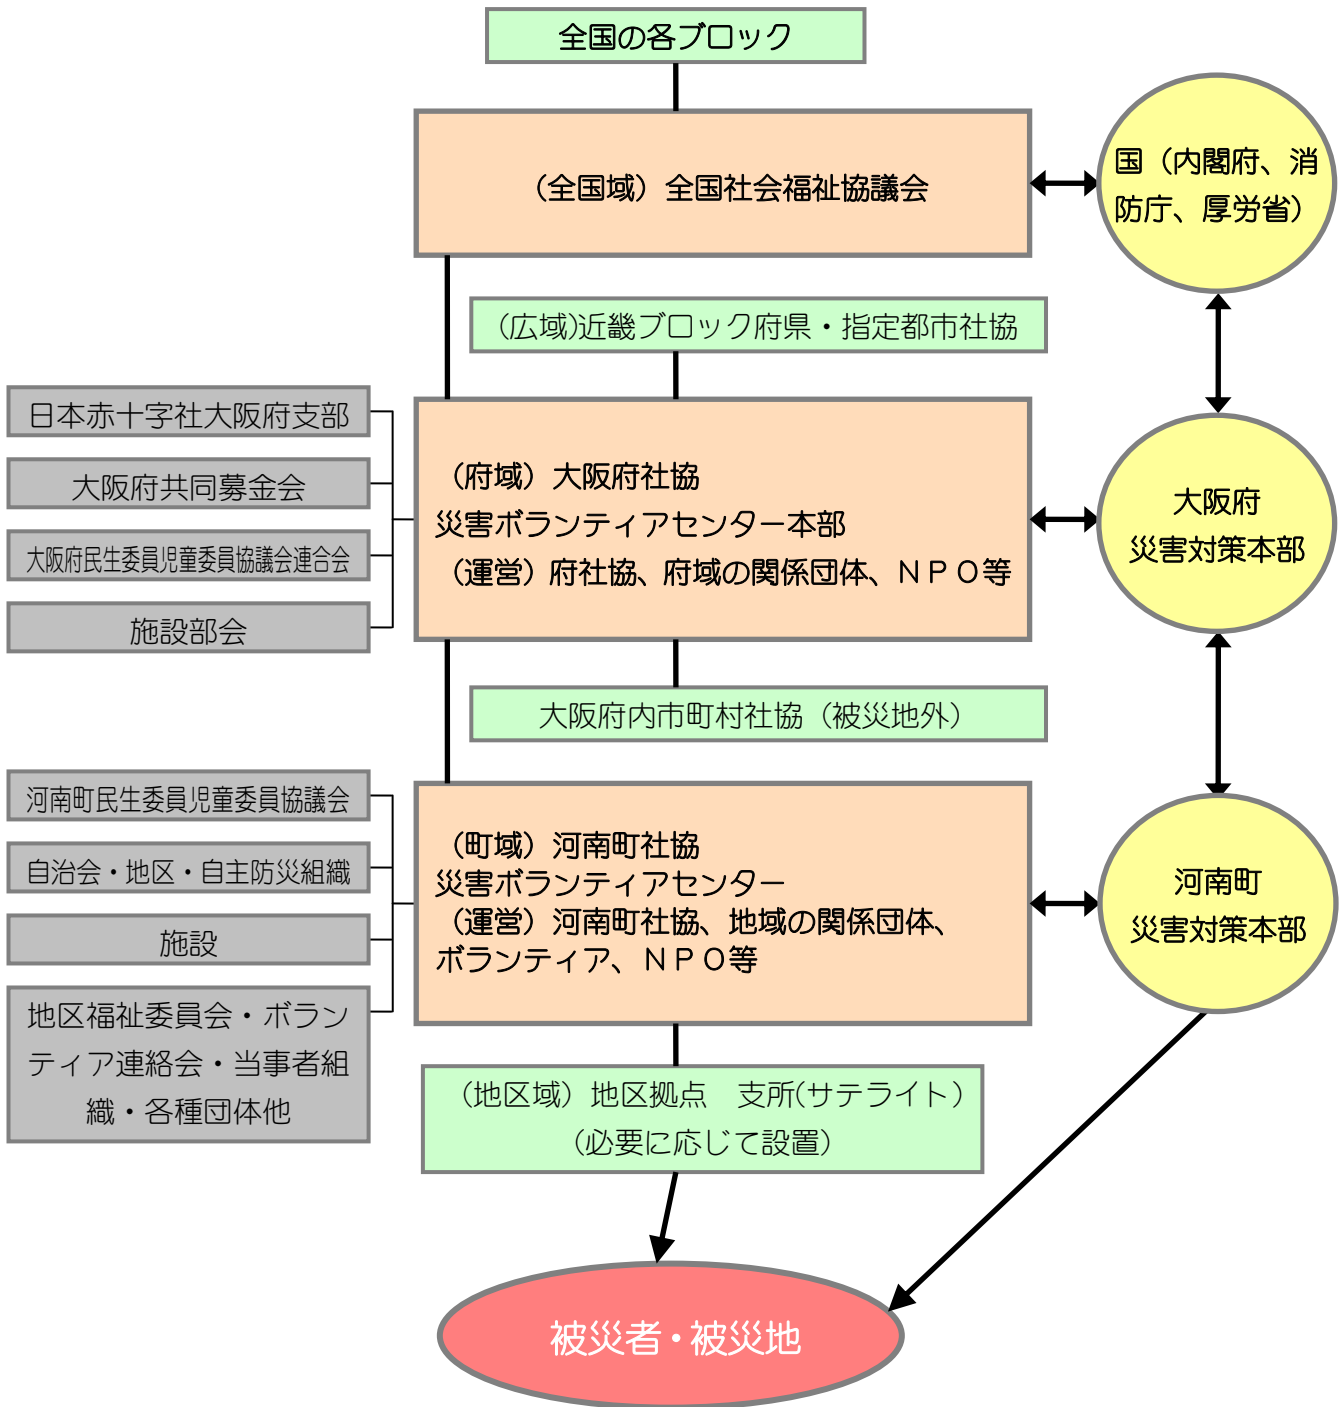 全国の各ブロック
（全国域）全国社会福祉協議会
国（内閣府、消
防庁、厚労省）
(広域)近畿ブロック府県・指定都市社協
日本赤十字社大阪府支部
大阪府共同募金会
大阪府民生委員児童委員協議会連合会
施設部会
（府域）大阪府社協
災害ボランティアセンター本部
（運営）府社協、府域の関係団体、ＮＰＯ等
大阪府
災害対策本部
大阪府内市町村社協（被災地外）
河南町民生委員児童委員協議会
自治会・地区・自主防災組織
施設
地区福祉委員会・ボラン
ティア連絡会・当事者組
織・各種団体他
（町域）河南町社協
災害ボランティアセンター
（運営）河南町社協、地域の関係団体、
ボランティア、ＮＰＯ等
河南町
災害対策本部
（地区域）地区拠点　支所(サテライト）
（必要に応じて設置）
被災者・被災地